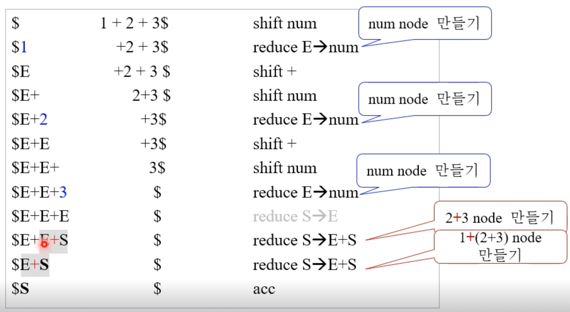 $ 1 + 2 + 3$ shift num
num node 만들기
$1 +2 + 3$ reduce E→num
$E +2 + 3 $ shift +
$E+ 2+3 $ shift num
num node 만들기
$E+2 +3$ reduce E→num
$E+E +3$ shift +
$E+E+ 3$ shift num
num node 만들기
$E+E+3 $ reduce E→num
$E+E+E $ reduce S→E
2+3 node 만들기
$E+E+S $ reduce S→E+S
1+(2+3) node
만들기
$E+S $ reduce S→E+S
$S $ acc